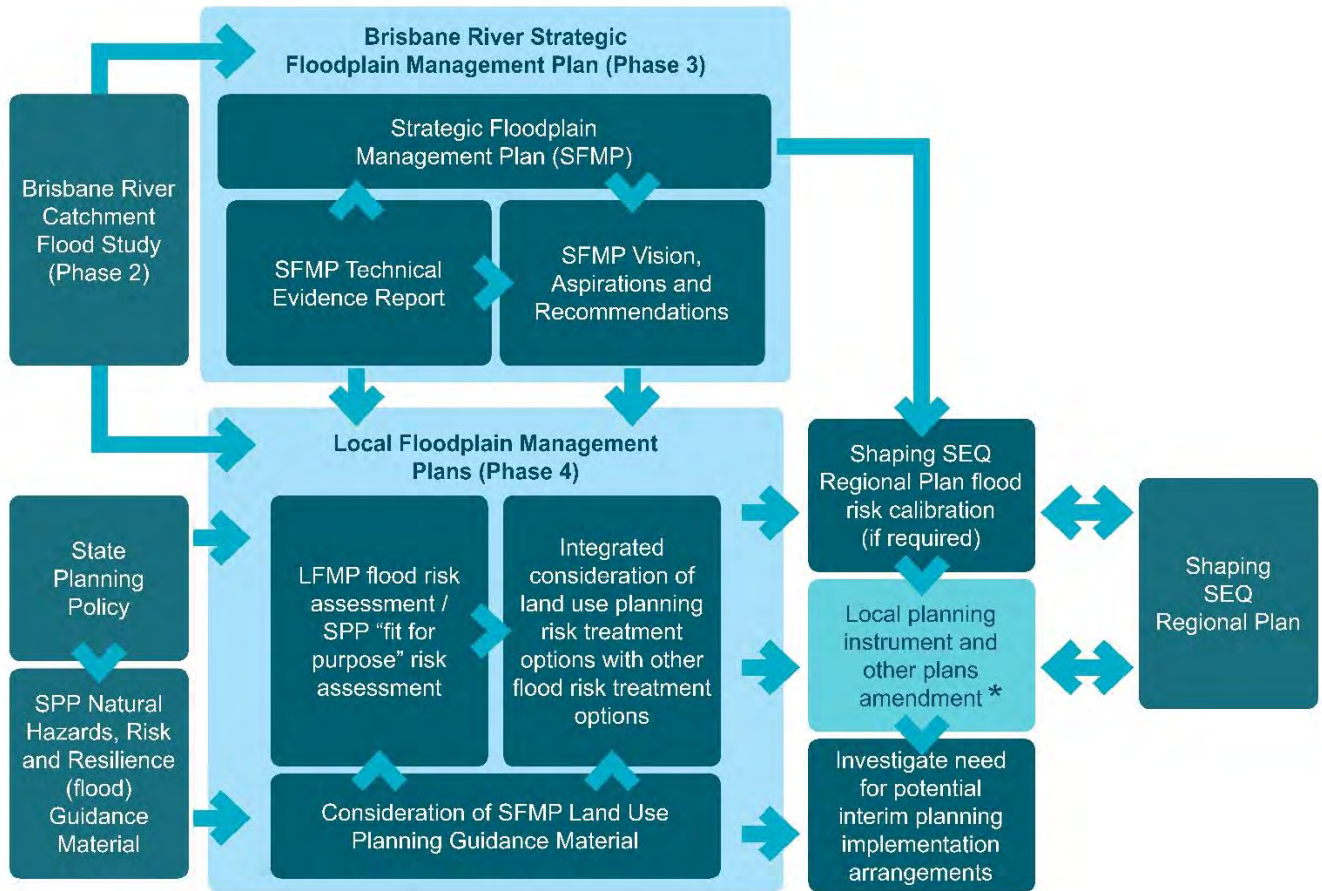 Brisbane River Strategic
Floodplain Management Plan (Phase 3)
Strategic Floodplain
Management Plan (SFMP)
Brisbane River
Catchment
Flood Study
(Phase 2)
SFMP Technical
Evidence Report
SFMP Vision,
Aspirations and
Recommendations
Local Floodplain Management
Plans (Phase 4)
State
Planning
Policy
SPP Natural
Hazards, Risk
and Resilience
(flood)
Guidance
Material
LFMP flood risk
assessment /
SPP “fit for
purpose” risk
assessment
Integrated
consideration of
land use planning
risk treatment
options with other
flood risk treatment
options
Consideration of SFMP Land Use
Planning Guidance Material
Shaping SEQ
Regional Plan flood
risk calibration
(if required)
Local planning
instrument and
other plans
amendment *
Investigate need
for potential
interim planning
implementation
arrangements
Shaping
SEQ
Regional Plan